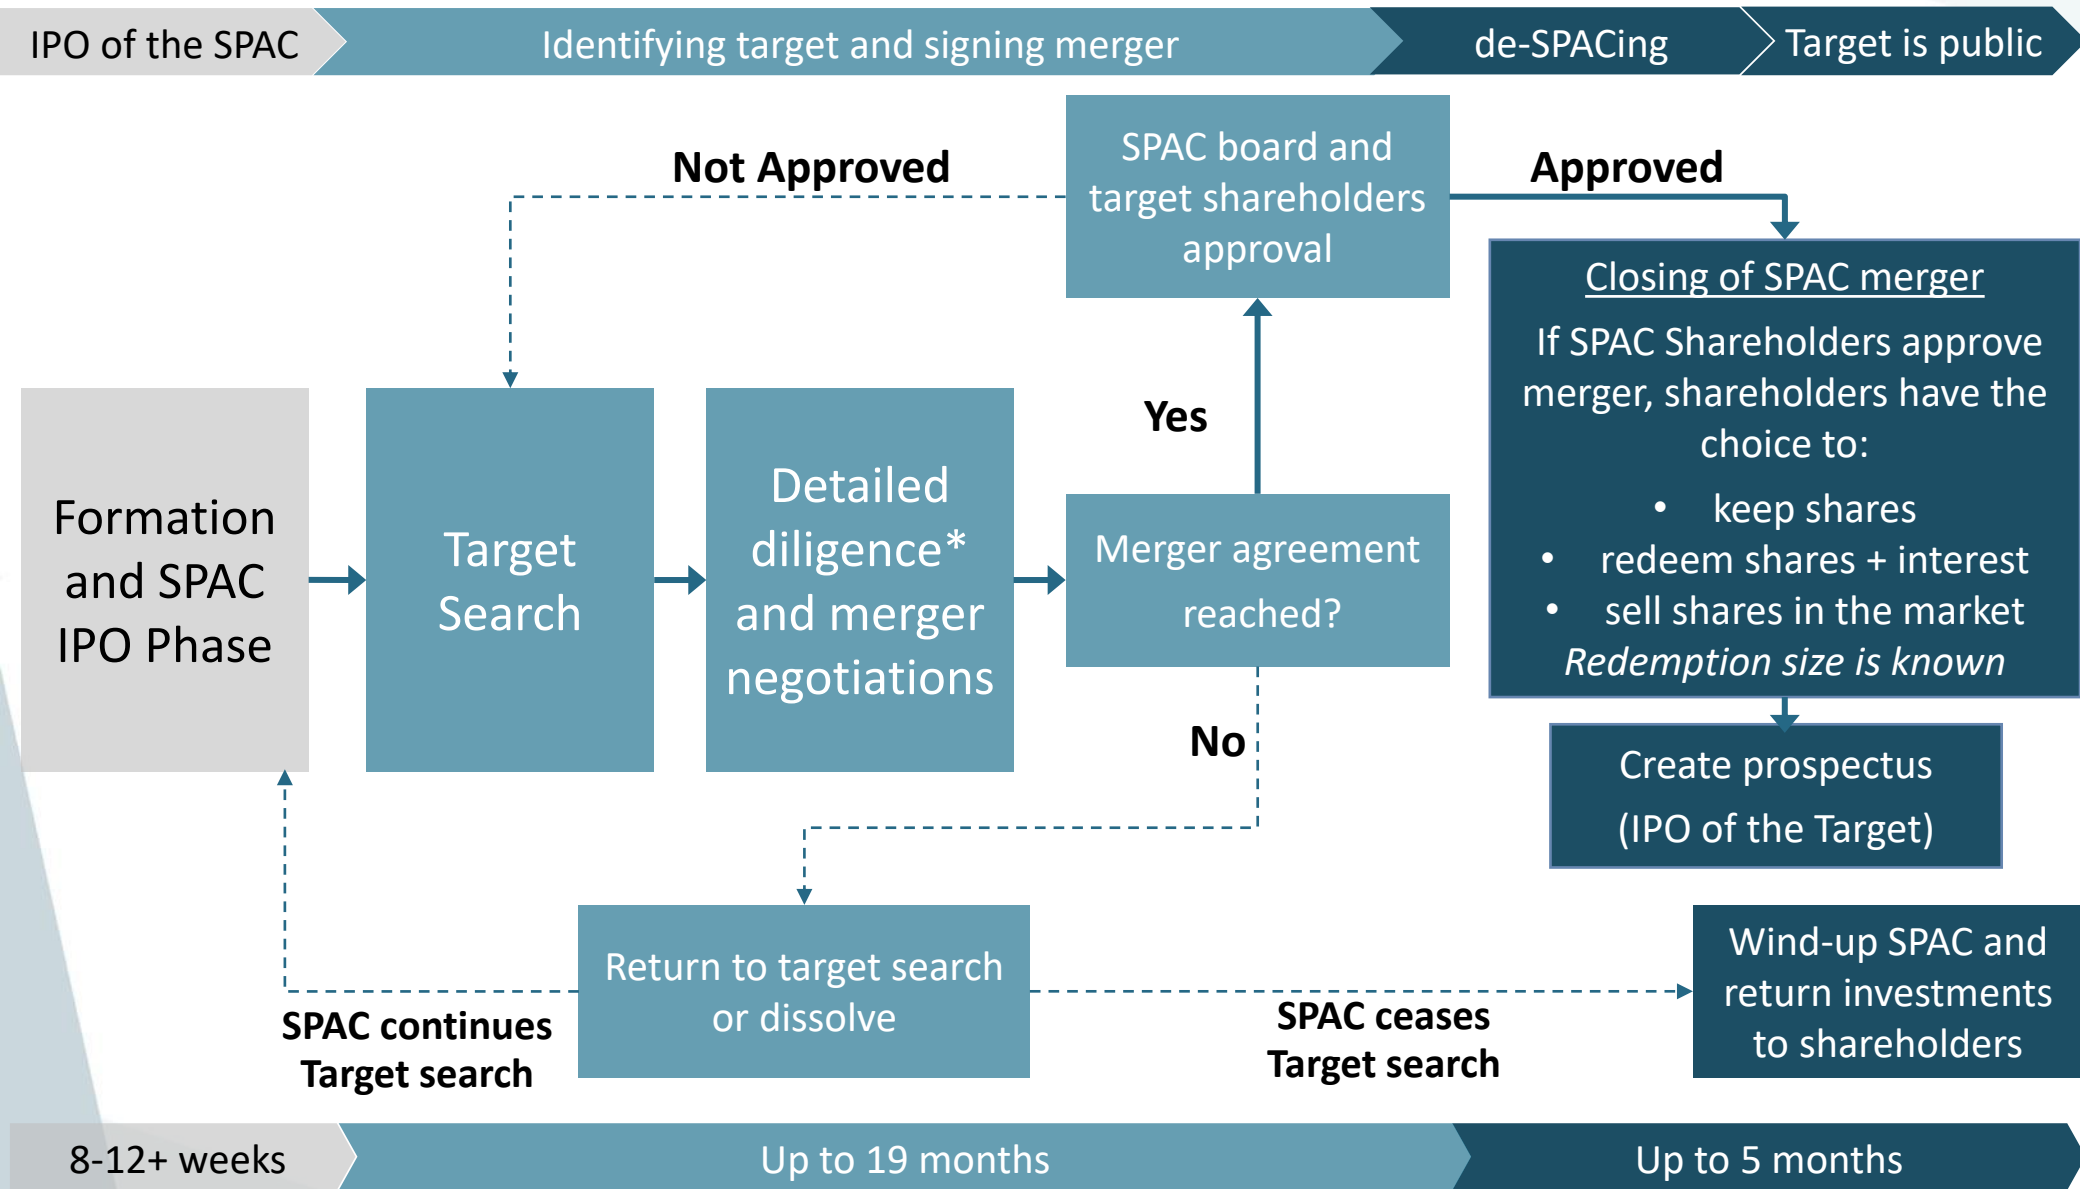 IPO of the SPAC
Identifying target and signing merger
de-SPACing
Target is public
Not Approved
SPAC board and
target shareholders
approval
Approved
Closing of SPAC merger
If SPAC Shareholders approve
merger, shareholders have the
choice to:
• keep shares
• redeem shares + interest
• sell shares in the market
Redemption size is known
Formation
and SPAC
IPO Phase
Target
Search
Detailed
diligence*
and merger
negotiations
Yes
Merger agreement
reached?
No
Create prospectus
(IPO of the Target)
Return to target search
or dissolve
SPAC continues
Target search
SPAC ceases
Target search
Wind-up SPAC and
return investments
to shareholders
8-12+ weeks
Up to 19 months
Up to 5 months